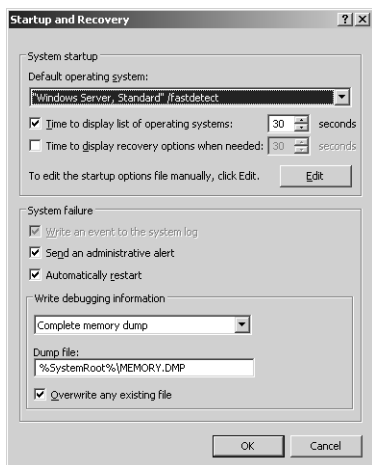 Startup and Recovery
System startup
Default operating system:
"Windows Server, Standard" /fastdetect
Time to display list of operating systems: 30 seconds
Time to display recovery options when needed: 30 seconds
To edit the startup options file manually, click Edit. Edit
System failure
Write an event to the system log
Send an administrative alert
Automatically restart
Write debugging information
Complete memory dump
Dump file:
%SystemRoot%\MEMORY.DMP
Overwrite any existing file
OK Cancel